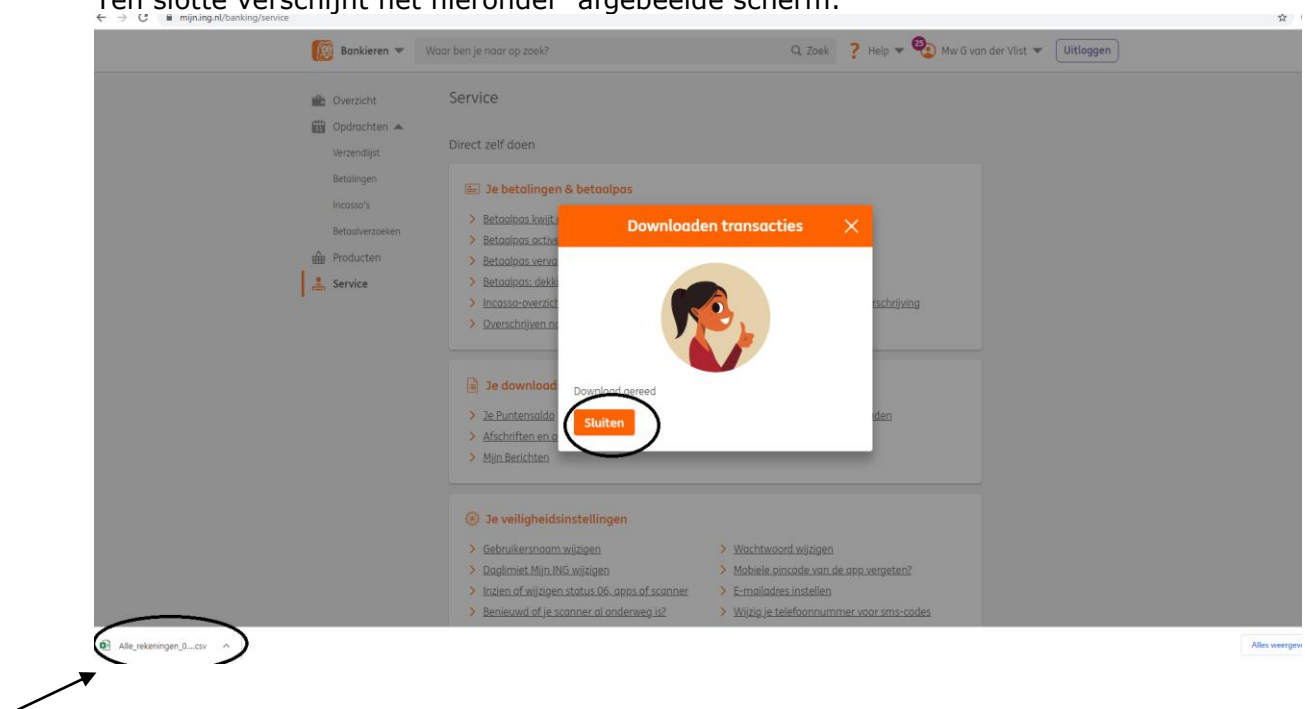 Ten slotte verschijnt het hieronder afgebeelde scherm:
mijn.ing.nl/banking/service
Bankieren Waar ben je naar op zoek? Zoek ? Help 25 Mw G van der Vlist Uitloggen
Overzicht
Opdrachten
Verzendlijst
Betalingen
Incasso's
Betaalverzoeken
Producten
Service
Service
Direct zelf doen
Je betalingen & betaalpas
Betaalpas kwijt
Betaalpas active
Betaalpas verva
Betaalpas: dekk
Incasso-overzich
rschrijving
Overschrijven na
Downloaden transacties
Download gereed
Sluiten
Je download
Je Puntensaldo
den
Afschriften en o
Mijn Berichten
Je veiligheidsinstellingen
Gebruikersnaam wijzigen
Wachtwoord wijzigen
Daglimiet Mijn ING wijzigen
Mobiele pincode van de app vergeten?
Inzien of wijzigen status 06, apps of scanner
E-mailadres instellen
Benieuwd of je scanner al onderweg is?
Wijzig je telefoonnummer voor sms-codes
Alle_rekeningen_0....csv
Alles weergev